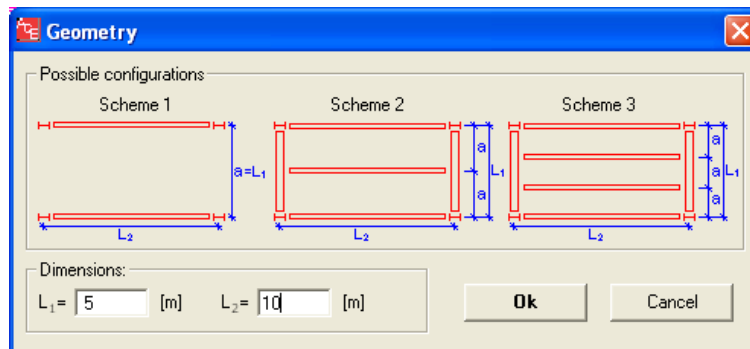 Geometry
Possible configurations
Scheme 1
Scheme 2
Scheme 3
a=L₁
L₂
a
a
L₁
L₂
a
a
a
L₁
L₂
Dimensions:
L₁= 5 [m] L₂= 10 [m]
Ok
Cancel